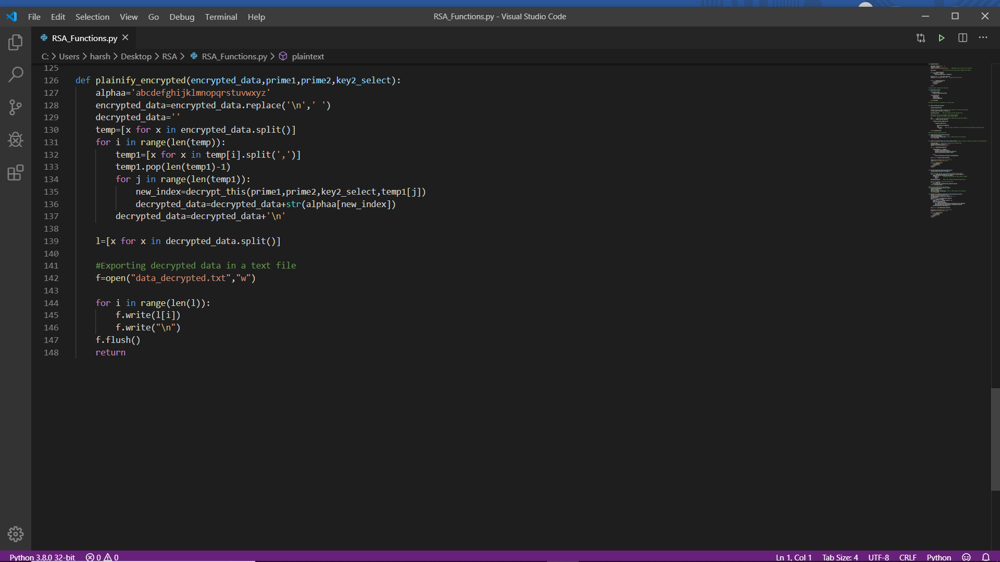 File Edit Selection View Go Debug Terminal Help RSA_Functions.py - Visual Studio Code
RSA_Functions.py
C: > Users > harsh > Desktop > RSA > RSA_Functions.py > plaintext
125
126 def plainify_encrypted(encrypted_data,prime1,prime2,key2_select):
127     alphaa='abcdefghijklmnopqrstuvwxyz'
128     encrypted_data=encrypted_data.replace('\n',' ')
129     decrypted_data=''
130     temp=[x for x in encrypted_data.split()]
131     for i in range(len(temp)):
132         temp1=[x for x in temp[i].split(',')]
133         temp1.pop(len(temp1)-1)
134         for j in range(len(temp1)):
135             new_index=decrypt_this(prime1,prime2,key2_select,temp1[j])
136             decrypted_data=decrypted_data+str(alphaa[new_index])
137         decrypted_data=decrypted_data+'\n'
138
139     l=[x for x in decrypted_data.split()]
140
141     #Exporting decrypted data in a text file
142     f=open("data_decrypted.txt","w")
143
144     for i in range(len(l)):
145         f.write(l[i])
146         f.write("\n")
147     f.flush()
148     return
Python 3.8.0 32-bit 0 0 Ln 1, Col 1 Tab Size: 4 UTF-8 CRLF Python